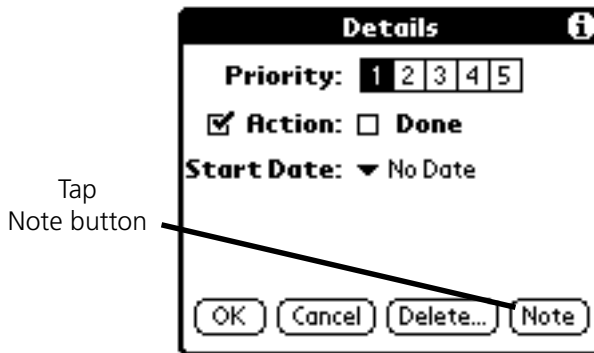 Details
Priority: 1 2 3 4 5
Action: Done
Start Date: No Date
Tap
Note button
OK Cancel Delete... Note